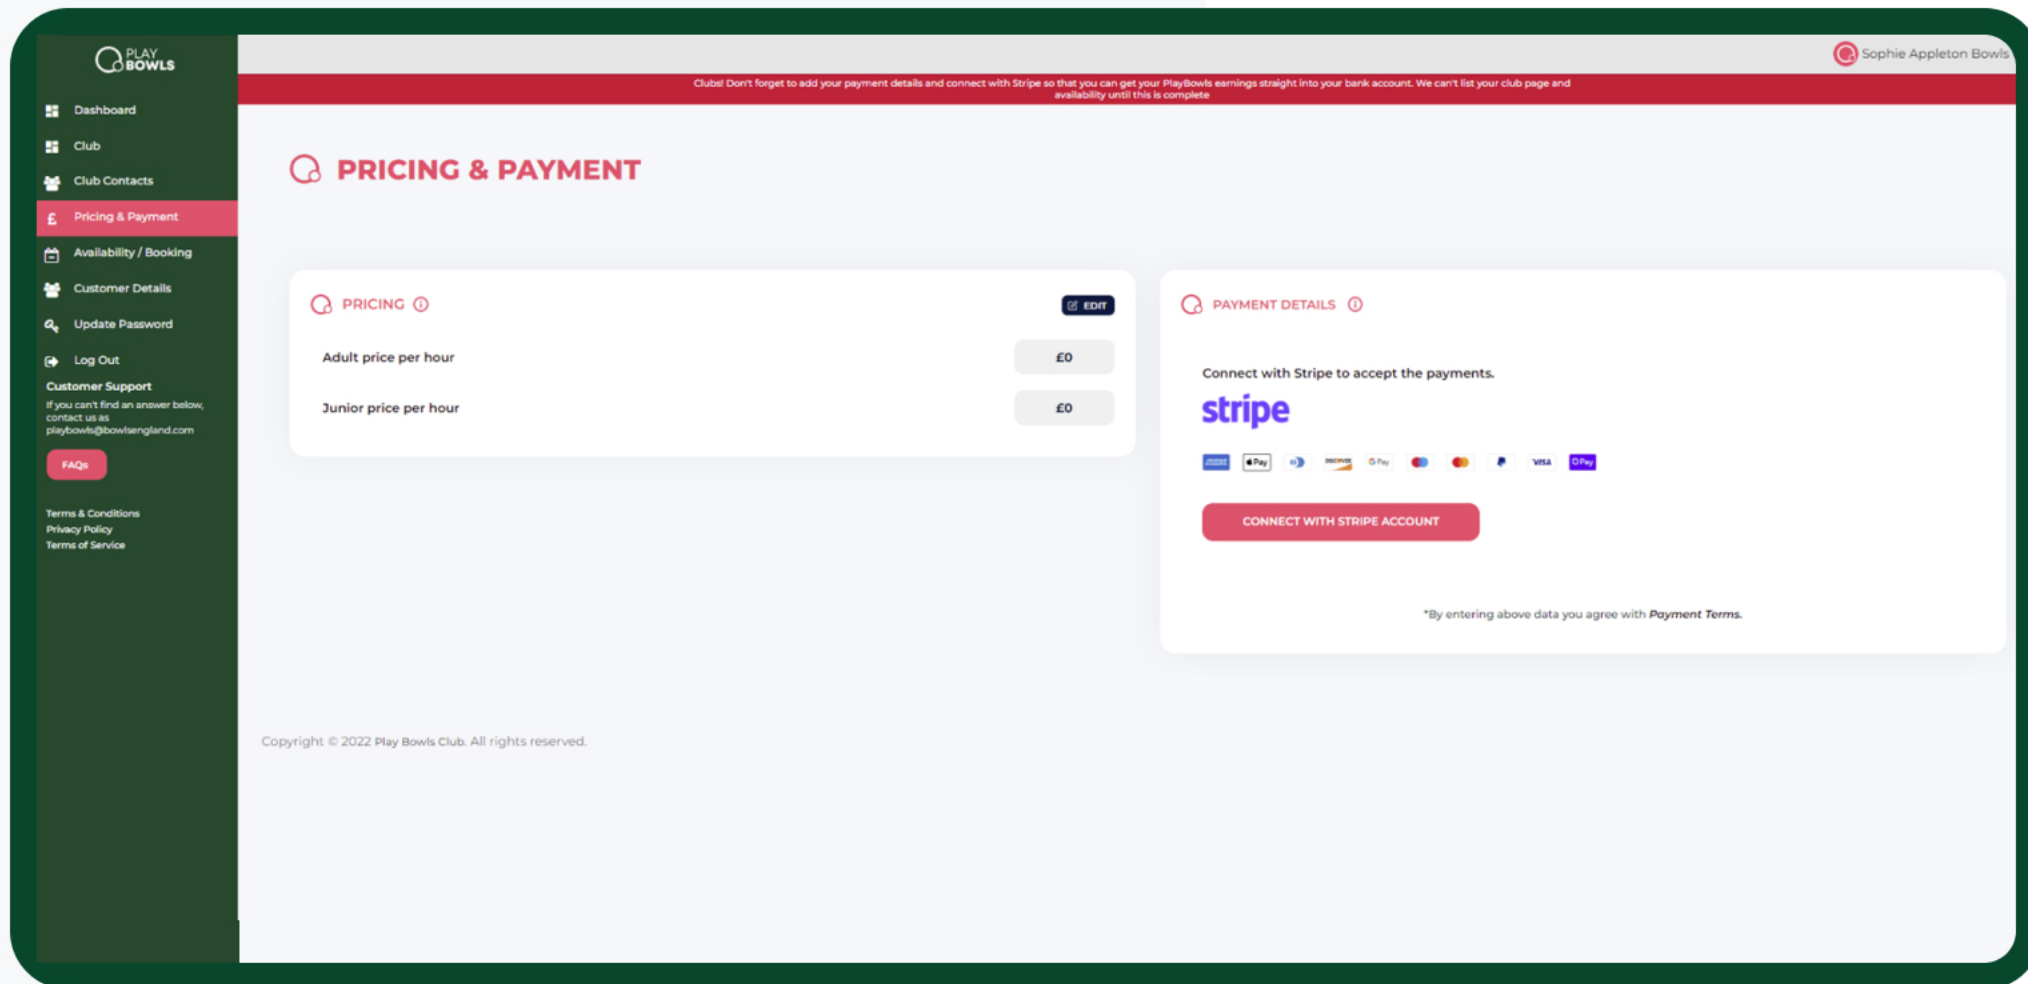 PLAY
BOWLS
Sophie Appleton Bowls
Clubs! Don't forget to add your payment details and connect with Stripe so that you can get your PlayBowls earnings straight into your bank account. We can't list your club page and
availability until this is complete
Dashboard
Club
Club Contacts
£ Pricing & Payment
Availability / Booking
Customer Details
Update Password
Log Out
Customer Support
If you can't find an answer below,
contact us as
playbowls@bowlsengland.com
FAQs
Terms & Conditions
Privacy Policy
Terms of Service
PRICING & PAYMENT
PRICING
EDIT
Adult price per hour £0
Junior price per hour £0
PAYMENT DETAILS
Connect with Stripe to accept the payments.
stripe
Pay DISCOVER G Pay VISA Pay
CONNECT WITH STRIPE ACCOUNT
*By entering above data you agree with Payment Terms.
Copyright © 2022 Play Bowls Club. All rights reserved.